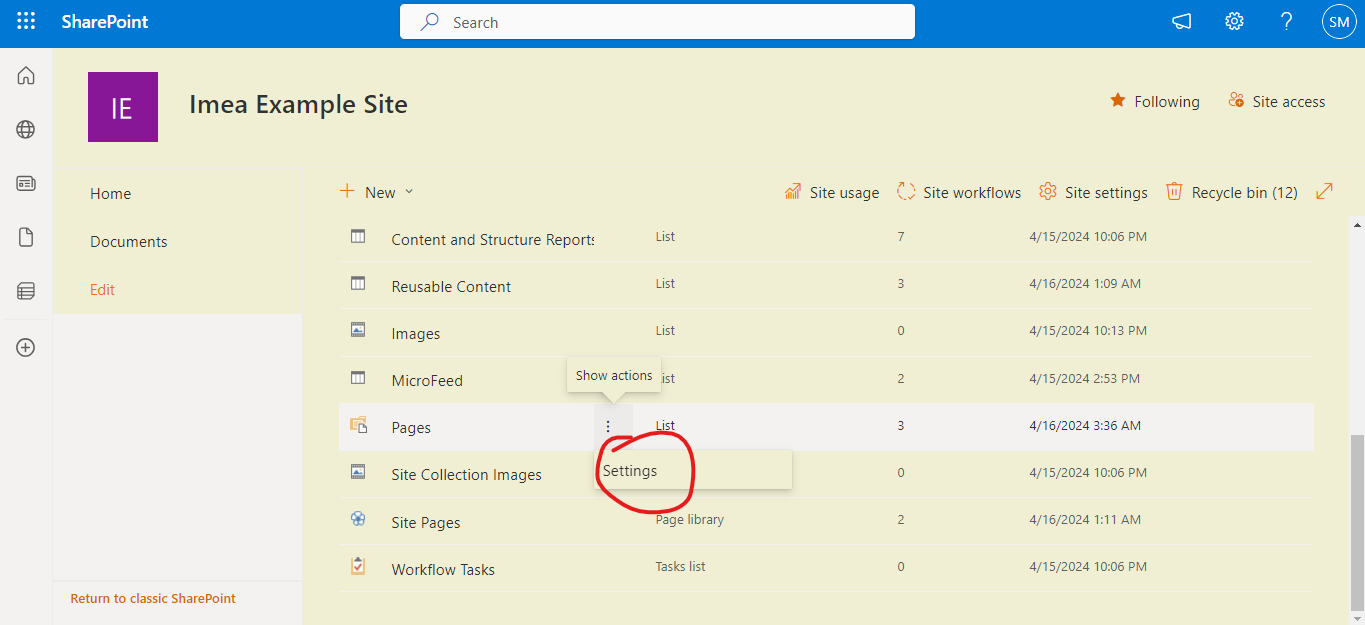 SharePoint
Search
SM
IE
Imea Example Site
Following
Site access
Home
Documents
Edit
New
Site usage
Site workflows
Site settings
Recycle bin (12)
Content and Structure Reports List 7 4/15/2024 10:06 PM
Reusable Content List 3 4/16/2024 1:09 AM
Images List 0 4/15/2024 10:13 PM
Show actions
MicroFeed ist 2 4/15/2024 2:53 PM
Pages List 3 4/16/2024 3:36 AM
Settings
Site Collection Images 0 4/15/2024 10:06 PM
Site Pages Page library 2 4/16/2024 1:11 AM
Workflow Tasks Tasks list 0 4/15/2024 10:06 PM
Return to classic SharePoint